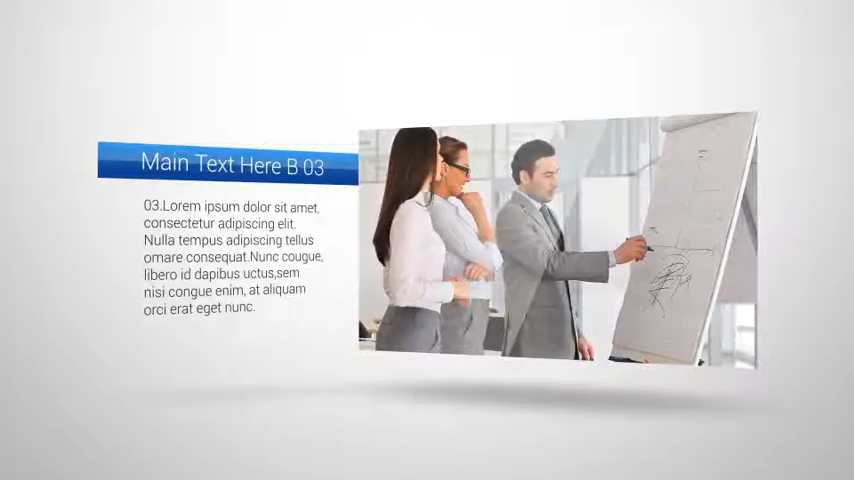 Main Text Here B 03
03.Lorem ipsum dolor sit amet,
consectetur adipiscing elit.
Nulla tempus adipiscing tellus
ornare consequat.Nunc cougue,
libero id dapibus uctus,sem
nisi congue enim, at aliquam
orci erat eget nunc.